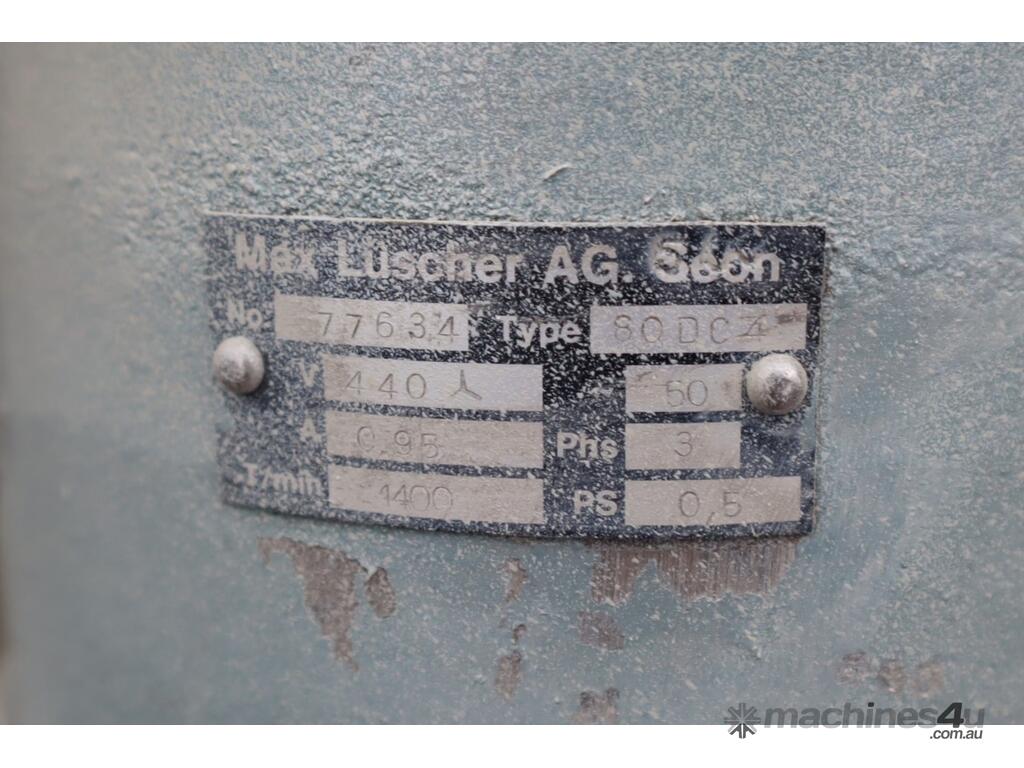 Max Lüscher AG. Seon
No. 77634 Type 80DC4
V 440 ~ 50
A 0.95 Phs 3
T/min 1400 PS 0,5
machines4u
.com.au